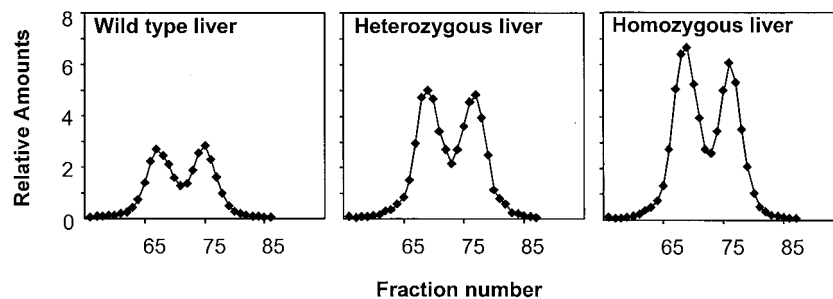 Wild type liver
Heterozygous liver
Homozygous liver
Relative Amounts
8
6
4
2
0
65 75 85
65 75 85
65 75 85
Fraction number